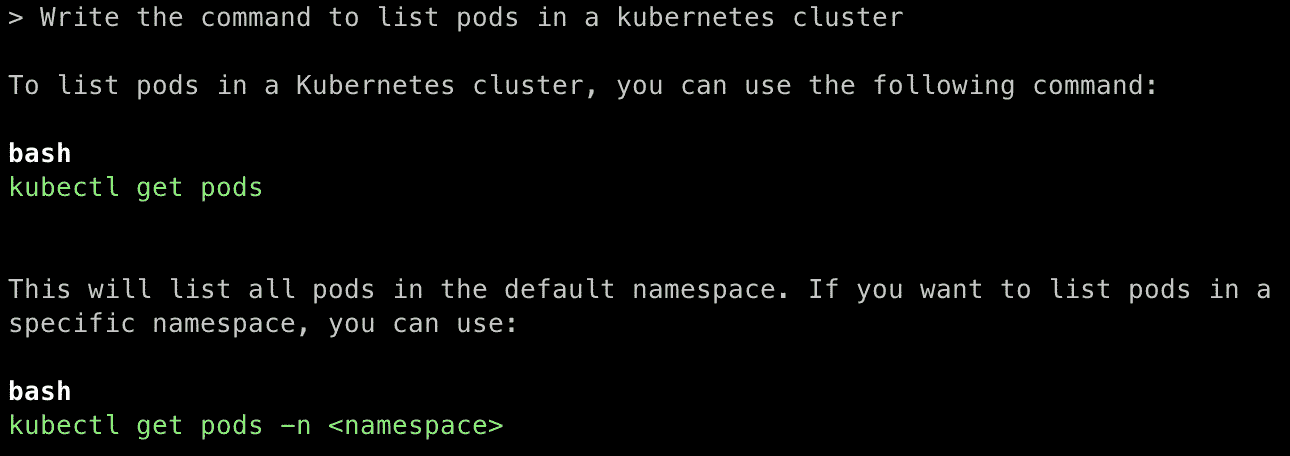 > Write the command to list pods in a kubernetes cluster
To list pods in a Kubernetes cluster, you can use the following command:
bash
kubectl get pods
This will list all pods in the default namespace. If you want to list pods in a
specific namespace, you can use:
bash
kubectl get pods -n <namespace>